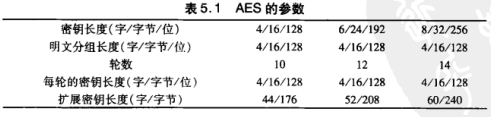 表 5.1 AES 的参数
密钥长度(字/字节/位) 4/16/128 6/24/192 8/32/256
明文分组长度(字/字节/位) 4/16/128 4/16/128 4/16/128
轮数 10 12 14
每轮的密钥长度(字/字节/位) 4/16/128 4/16/128 4/16/128
扩展密钥长度(字/字节) 44/176 52/208 60/240